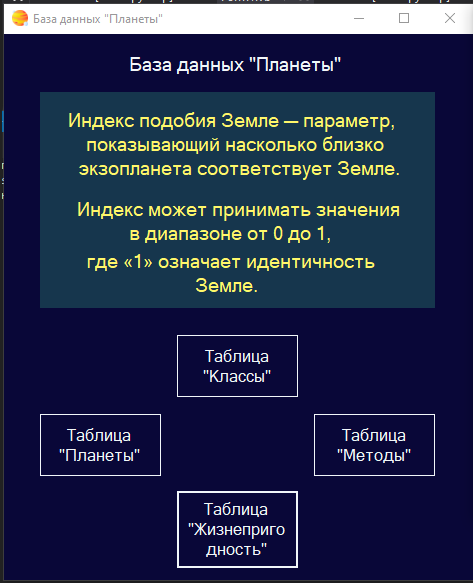 База данных "Планеты"
База данных "Планеты"
Индекс подобия Земле — параметр,
показывающий насколько близко
экзопланета соответствует Земле.
Индекс может принимать значения
в диапазоне от 0 до 1,
где «1» означает идентичность
Земле.
Таблица
"Классы"
Таблица
"Планеты"
Таблица
"Методы"
Таблица
"Жизнеприго
дность"